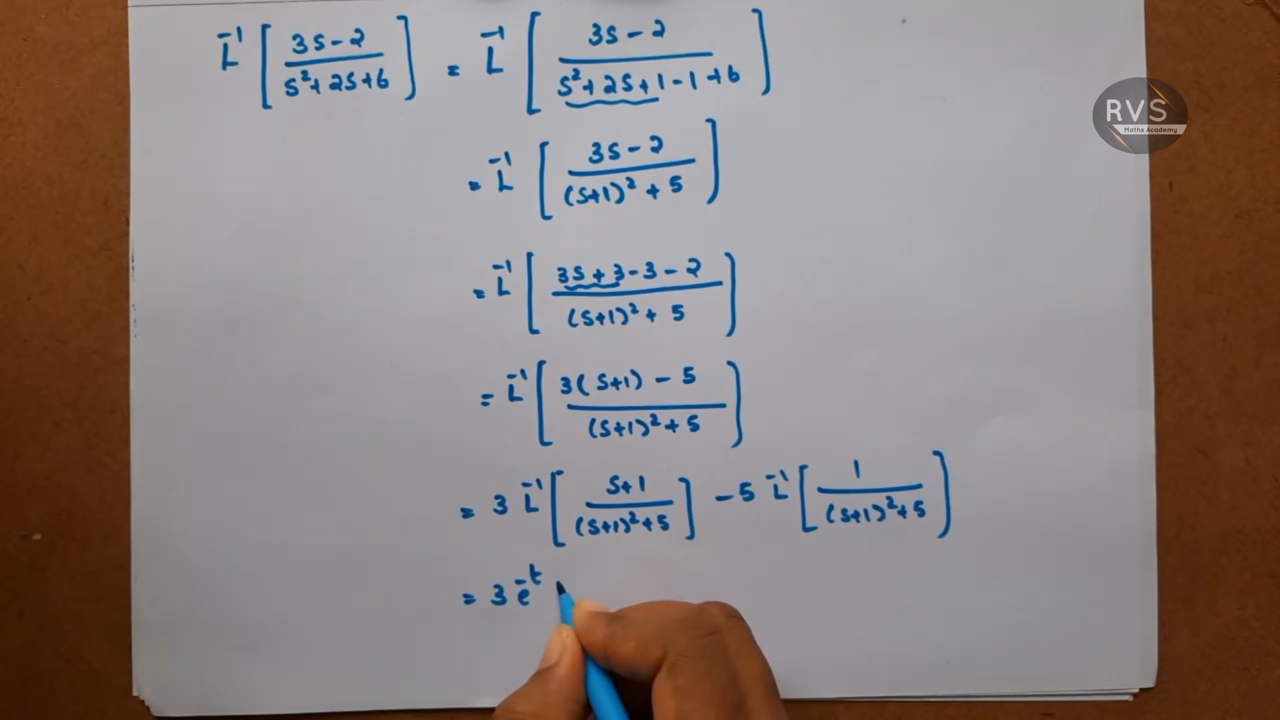 L⁻¹ [ (3s-2)/(s²+2s+6) ] = L⁻¹ [ (3s-2)/(s²+2s+1-1+6) ]
RVS
Maths Academy
= L⁻¹ [ (3s-2)/((s+1)²+5) ]
= L⁻¹ [ (3s+3-3-2)/((s+1)²+5) ]
= L⁻¹ [ (3(s+1)-5)/((s+1)²+5) ]
= 3 L⁻¹ [ (s+1)/((s+1)²+5) ] - 5 L⁻¹ [ 1/((s+1)²+5) ]
= 3 e⁻ᵗ